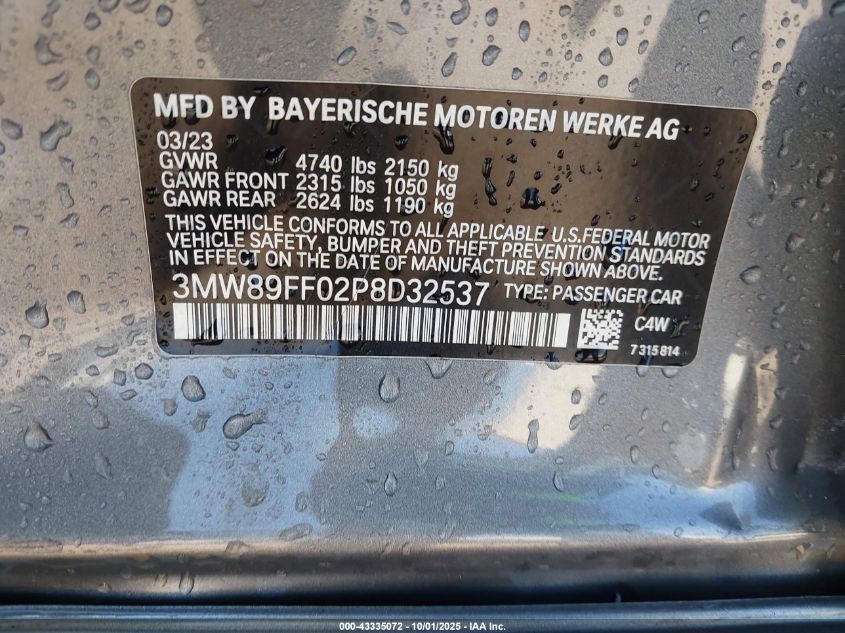 MFD BY BAYERISCHE MOTOREN WERKE AG
03/23
GVWR 4740 lbs 2150 kg
GAWR FRONT 2315 lbs 1050 kg
GAWR REAR 2624 lbs 1190 kg
THIS VEHICLE CONFORMS TO ALL APPLICABLE U.S.FEDERAL MOTOR
VEHICLE SAFETY, BUMPER AND THEFT PREVENTION STANDARDS
IN EFFECT ON THE DATE OF MANUFACTURE SHOWN ABOVE.
3MW89FF02P8D32537 TYPE: PASSENGER CAR
C4W
7 315 814
000-43335072 - 10/01/2025 - IAA Inc.